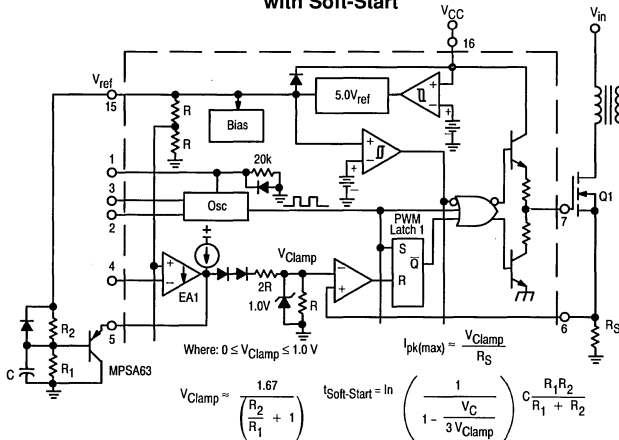 with Soft-Start
VCC
Vin
16
Vref
15
5.0Vref
R
Bias
R
+
−
+
−
1
20k
+
−
3
Osc
2
Q1
7
+
PWM
Latch 1
VClamp
S
Q̅
R
4
+
−
EA1
2R
1.0V
R
−
+
5
6
R2
R1
C
MPSA63
RS
Where: 0 ≤ VClamp ≤ 1.0 V
Ipk(max) ≈ VClamp / RS
VClamp ≈ 1.67 / (R2/R1 + 1)
tSoft-Start = ln (1 / (1 - VC / 3 VClamp)) C R1R2 / (R1 + R2)